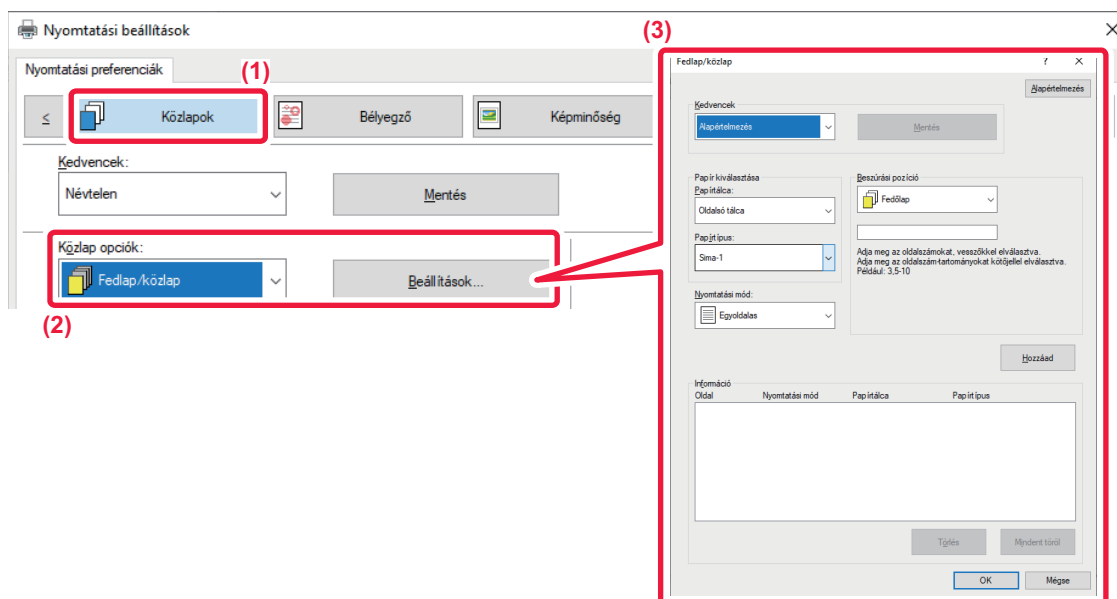 Nyomtatási beállítások
Nyomtatási preferenciák
(1)
< Közlapok Bélyegző Képminőség
Kedvencek:
Névtelen Mentés
Közlap opciók:
Fedlap/közlap Beállítások...
(2)
(3)
Fedlap/közlap ? X
Alapértelmezés
Kedvencek
Alapértelmezés Mentés
Papír kiválasztása
Papírtálca:
Oldalsó tálca
Papírtípus:
Sima-1
Beszúrási pozíció
Fedőlap
Adja meg az oldalszámokat, vesszőkkel elválasztva.
Adja meg az oldalszám-tartományokat kötőjellel elválasztva.
Például: 3,5-10
Nyomtatási mód:
Egyoldalas
Hozzáad
Információ
Oldal Nyomtatási mód Papírtálca Papírtípus
Törlés Mindent töröl
OK Mégse